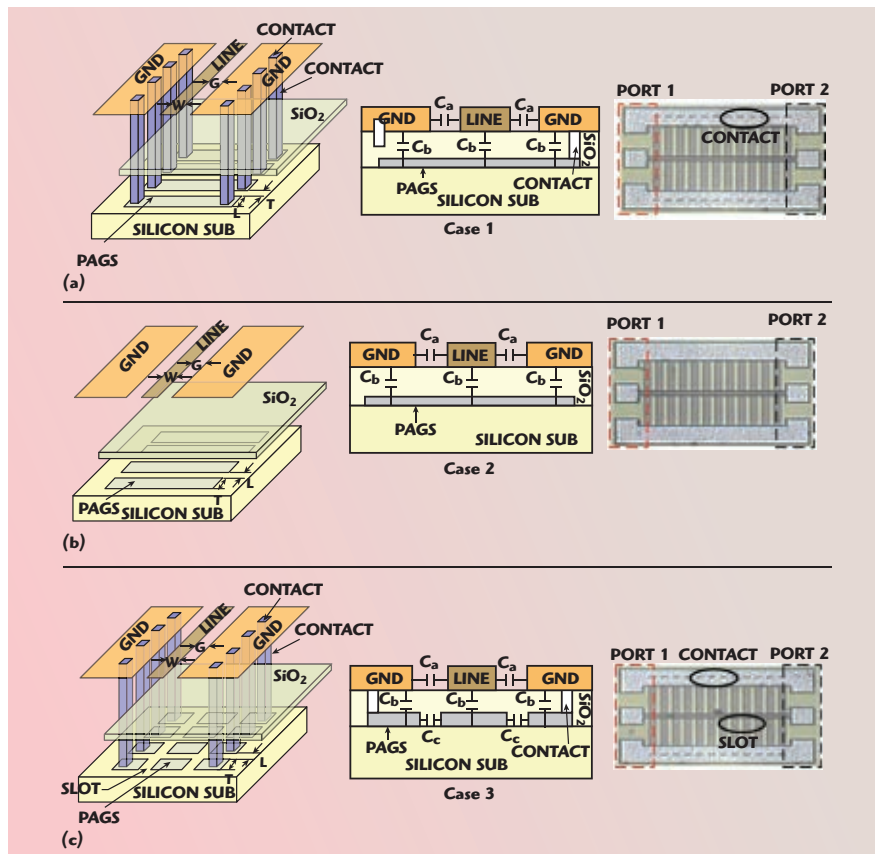 CONTACT
LINE
GND
GND
G
CONTACT
W
SiO2
L
T
SILICON SUB
PAGS
(a)
Ca
Ca
GND
LINE
GND
Cb
Cb
Cb
SiO2
CONTACT
PAGS
SILICON SUB
Case 1
PORT 1
PORT 2
CONTACT
LINE
GND
GND
G
W
SiO2
L
T
PAGS
SILICON SUB
(b)
Ca
Ca
GND
LINE
GND
Cb
Cb
Cb
SiO2
PAGS
SILICON SUB
Case 2
PORT 1
PORT 2
CONTACT
LINE
GND
GND
G
CONTACT
W
SiO2
L
T
SLOT
SILICON SUB
PAGS
(c)
Ca
Ca
GND
LINE
GND
Cb
Cb
Cb
SiO2
PAGS
Cc
Cc
CONTACT
SILICON SUB
Case 3
PORT 1 CONTACT PORT 2
SLOT